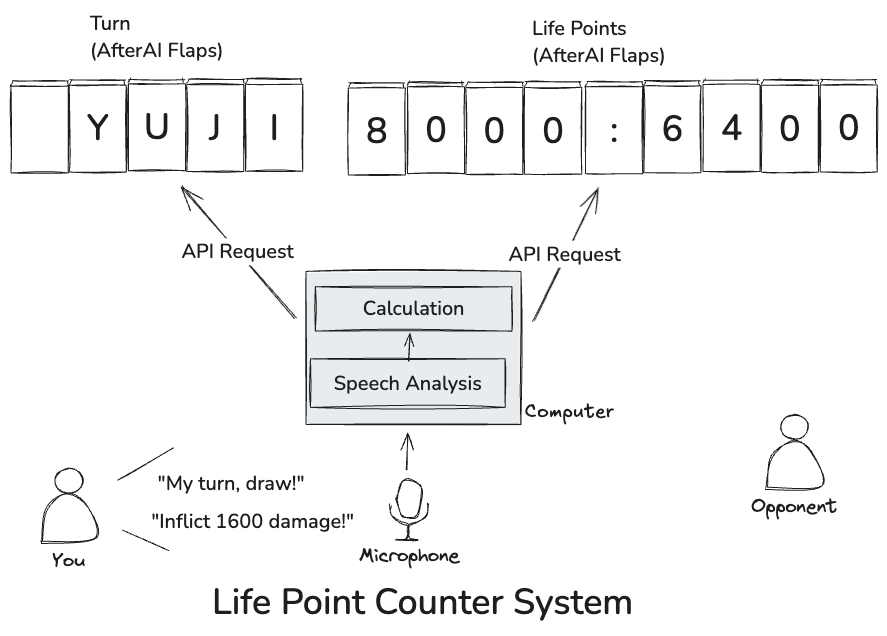 Turn
(AfterAI Flaps)
Life Points
(AfterAI Flaps)
Y U J I
8 0 0 0 : 6 4 0 0
API Request
API Request
Calculation
Speech Analysis
Computer
"My turn, draw!"
"Inflict 1600 damage!"
You
Microphone
Opponent
Life Point Counter System